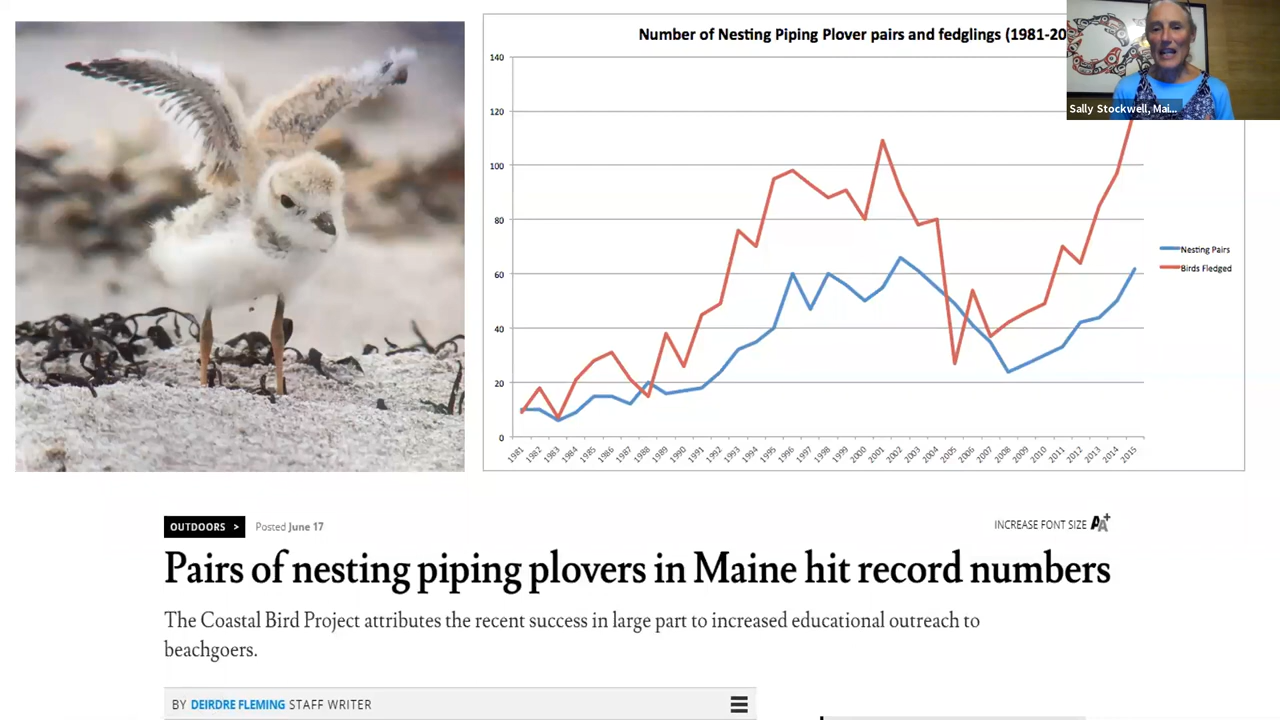 Number of Nesting Piping Plover pairs and fedglings (1981-20
Sally Stockwell, Mai...
140
120
100
80
60
40
20
0
Nesting Pairs
Birds Fledged
1981 1982 1983 1984 1985 1986 1987 1988 1989 1990 1991 1992 1993 1994 1995 1996 1997 1998 1999 2000 2001 2002 2003 2004 2005 2006 2007 2008 2009 2010 2011 2012 2013 2014 2015
OUTDOORS > Posted June 17
INCREASE FONT SIZE AA+
Pairs of nesting piping plovers in Maine hit record numbers
The Coastal Bird Project attributes the recent success in large part to increased educational outreach to
beachgoers.
BY DEIRDRE FLEMING STAFF WRITER